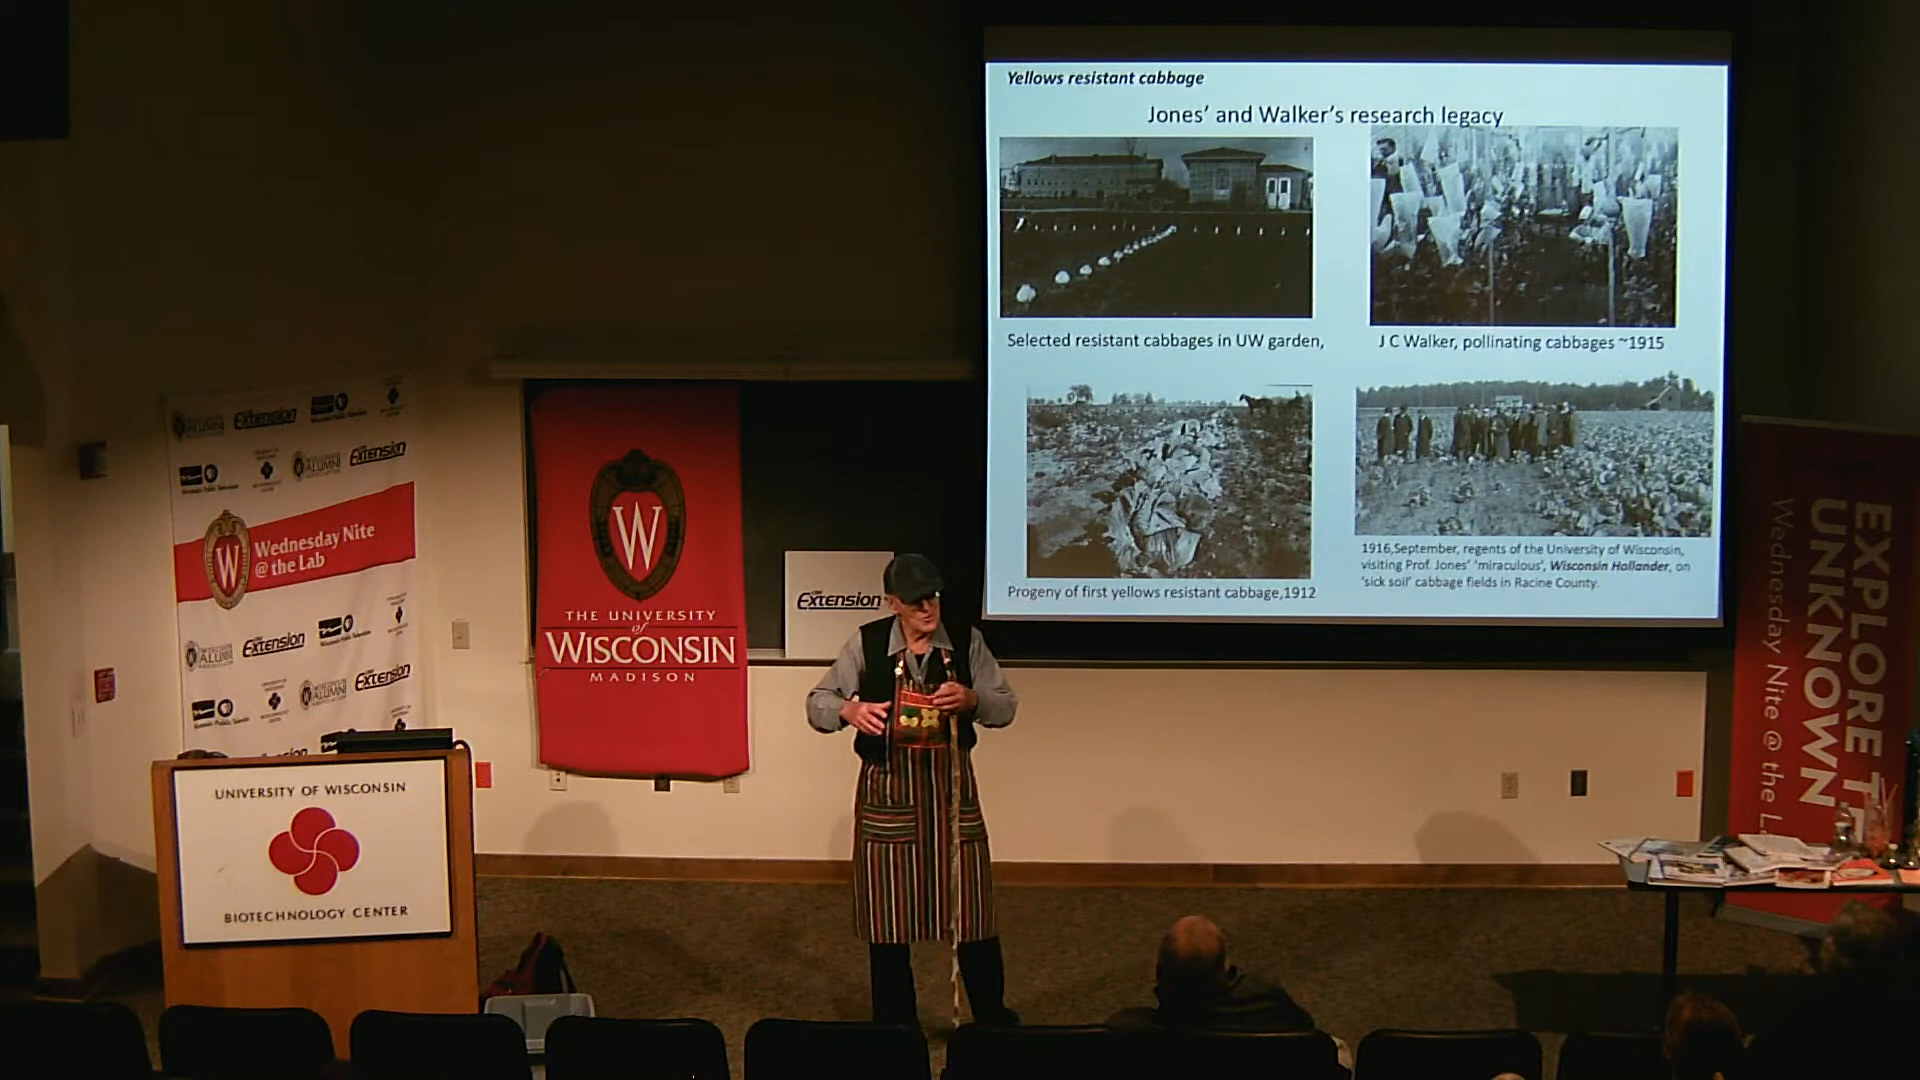 Yellows resistant cabbage
Jones' and Walker's research legacy
Selected resistant cabbages in UW garden,
J C Walker, pollinating cabbages ~1915
Progeny of first yellows resistant cabbage,1912
1916,September, regents of the University of Wisconsin,
visiting Prof. Jones' 'miraculous', Wisconsin Hollander, on
'sick soil' cabbage fields in Racine County.
Extension
Extension
W
Wednesday Nite
@ the Lab
Extension
Extension
W
THE UNIVERSITY
of
WISCONSIN
MADISON
Extension
UNIVERSITY OF WISCONSIN
BIOTECHNOLOGY CENTER
EXPLORE
UNKNOWN
Wednesday Nite @ the